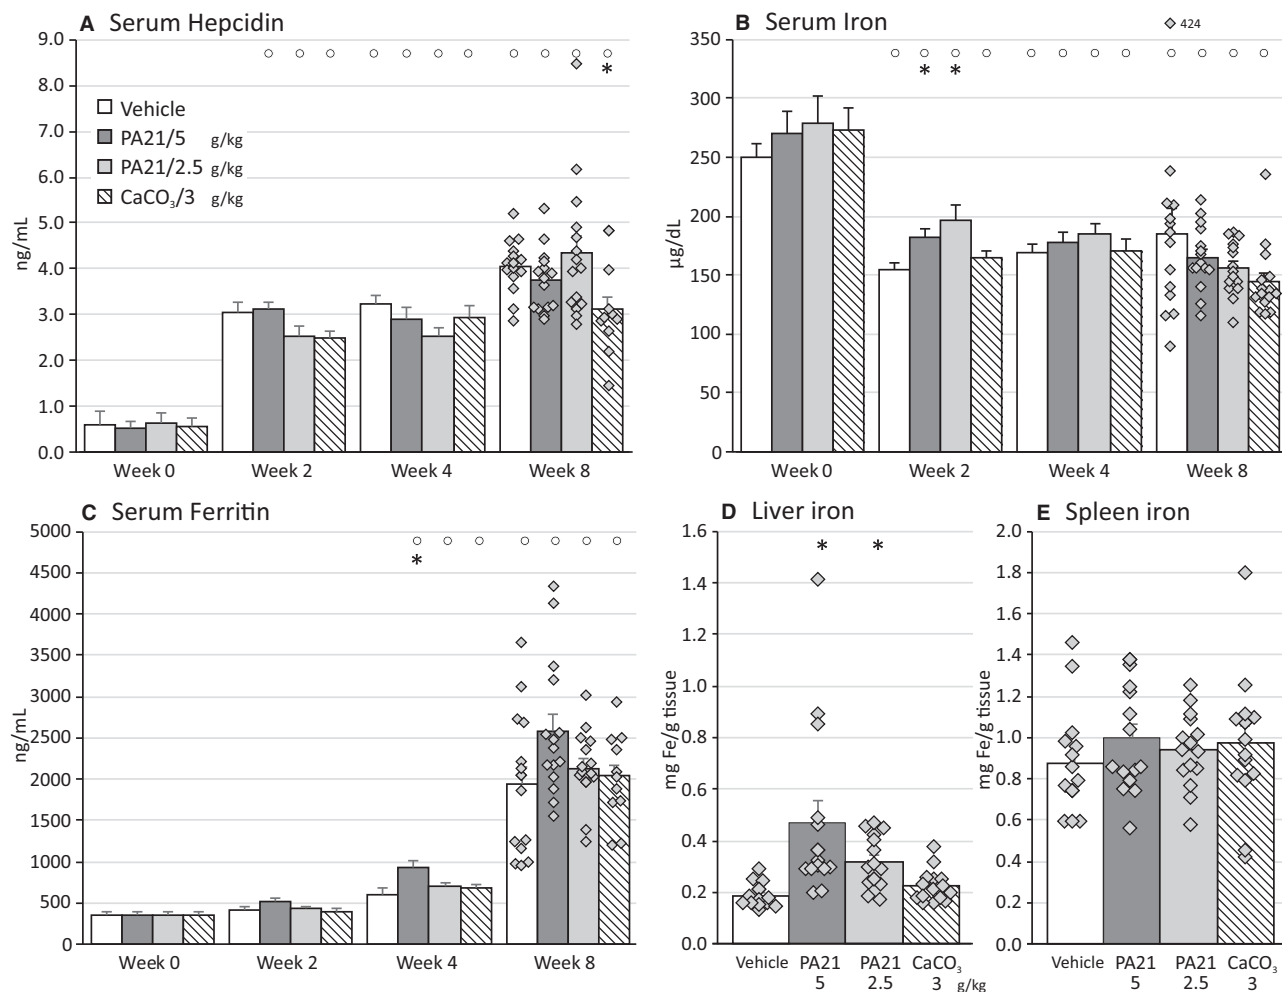 A Serum Hepcidin
9.0
8.0
7.0
6.0
5.0
4.0
3.0
2.0
1.0
0.0
ng/mL
Vehicle
PA21/5 g/kg
PA21/2.5 g/kg
CaCO₃/3 g/kg
*
Week 0 Week 2 Week 4 Week 8
B Serum Iron
424
350
300
250
200
150
100
50
0
µg/dL
* *
Week 0 Week 2 Week 4 Week 8
C Serum Ferritin
5000
4500
4000
3500
3000
2500
2000
1500
1000
500
0
ng/mL
*
Week 0 Week 2 Week 4 Week 8
D Liver iron
1.6
1.4
1.2
1.0
0.8
0.6
0.4
0.2
0.0
mg Fe/g tissue
* *
Vehicle PA21 PA21 CaCO₃
5 2.5 3 g/kg
E Spleen iron
2.0
1.8
1.6
1.4
1.2
1.0
0.8
0.6
0.4
0.2
0.0
mg Fe/g tissue
Vehicle PA21 PA21 CaCO₃
5 2.5 3